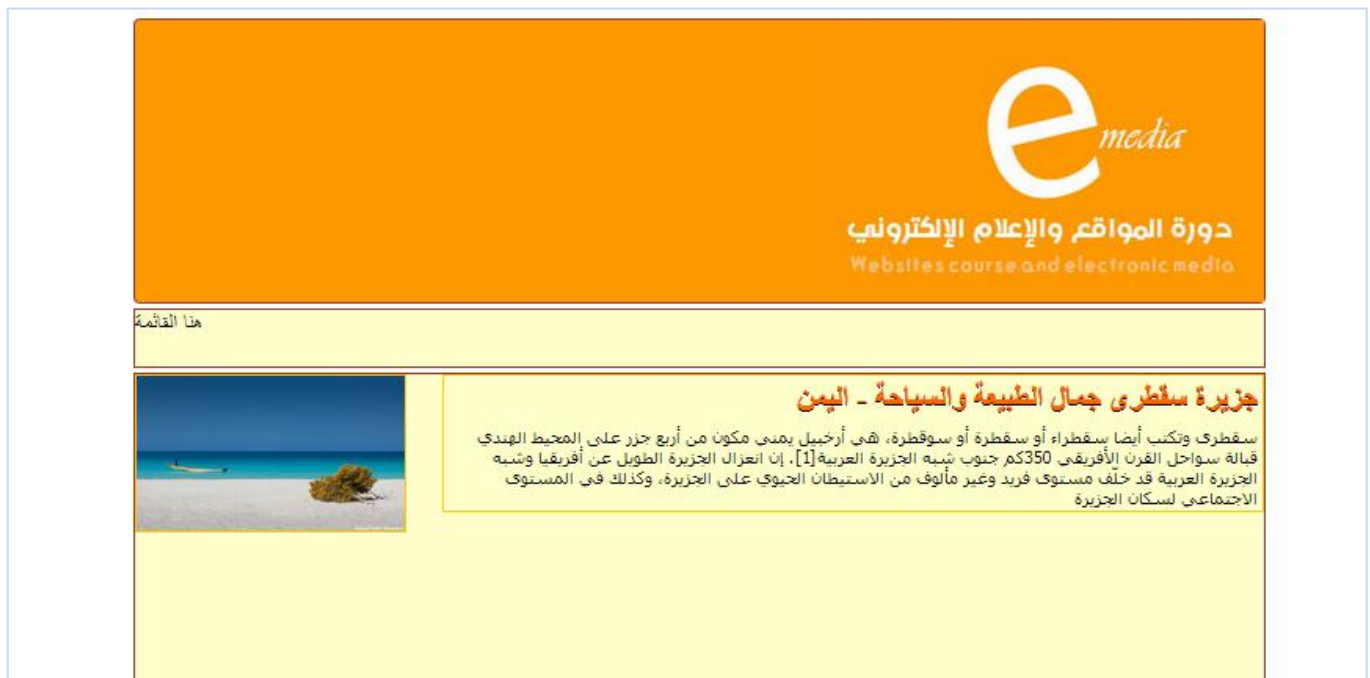 e media
دورة المواقع والإعلام الإلكتروني
Websites course and electronic media
هنا القائمة
جزيرة سقطرى جمال الطبيعة والسياحة - اليمن
سقطرى وتكتب أيضا سقطراء أو سقطرة أو سوقطرة، هي أرخبيل يمني مكون من أربع جزر على المحيط الهندي
قبالة سواحل القرن الأفريقي 350كم جنوب شبه الجزيرة العربية[1]. إن انعزال الجزيرة الطويل عن أفريقيا وشبه
الجزيرة العربية قد خلّف مستوى فريد وغير مألوف من الاستيطان الحيوي على الجزيرة، وكذلك في المستوى
الاجتماعي لسكان الجزيرة